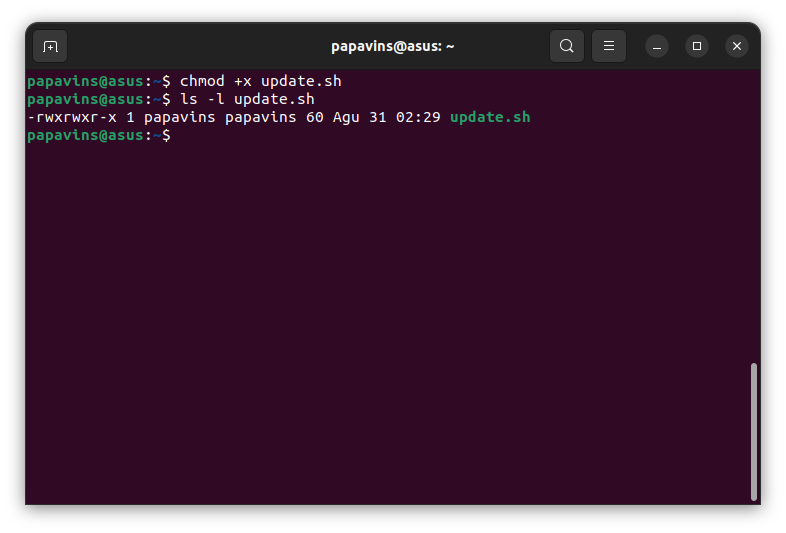 papavins@asus: ~
papavins@asus:~$ chmod +x update.sh
papavins@asus:~$ ls -l update.sh
-rwxrwxr-x 1 papavins papavins 60 Agu 31 02:29 update.sh
papavins@asus:~$